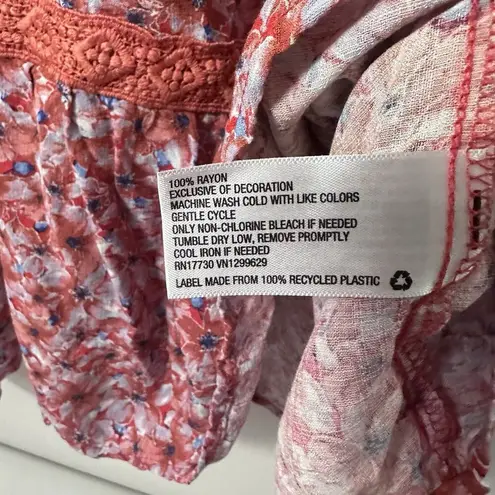 100% RAYON
EXCLUSIVE OF DECORATION
MACHINE WASH COLD WITH LIKE COLORS
GENTLE CYCLE
ONLY NON-CHLORINE BLEACH IF NEEDED
TUMBLE DRY LOW, REMOVE PROMPTLY
COOL IRON IF NEEDED
RN17730 VN1299629
LABEL MADE FROM 100% RECYCLED PLASTIC